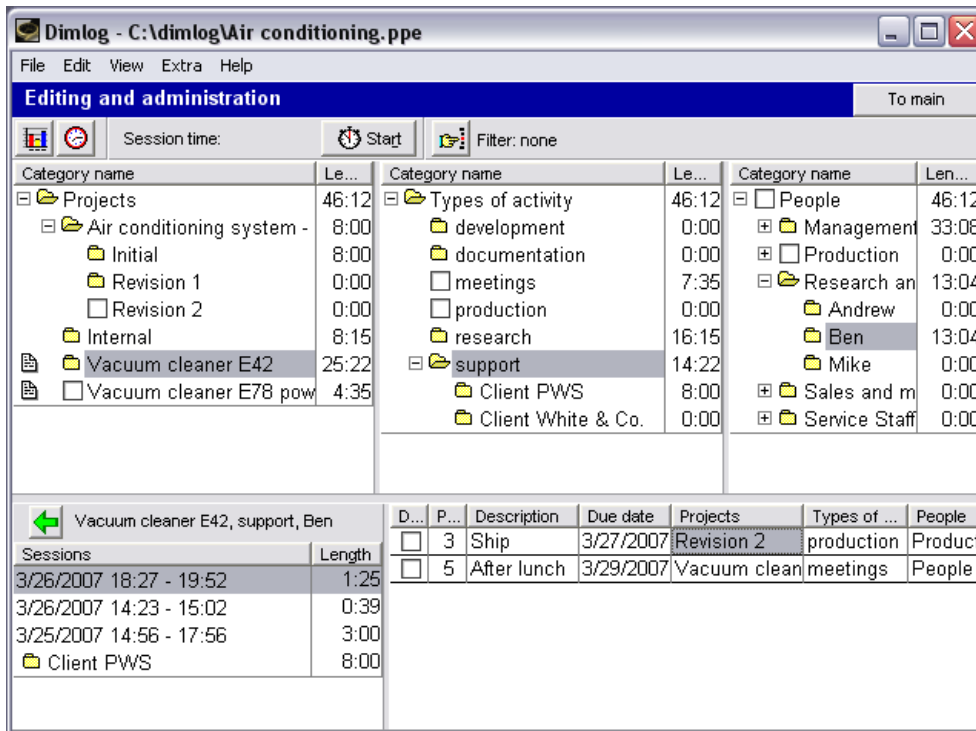 Dimlog - C:\dimlog\Air conditioning.ppe
File Edit View Extra Help
Editing and administration To main
Session time: Start Filter: none
Category name Le...
Projects 46:12
Air conditioning system - 8:00
Initial 8:00
Revision 1 0:00
Revision 2 0:00
Internal 8:15
Vacuum cleaner E42 25:22
Vacuum cleaner E78 pow 4:35
Category name Le...
Types of activity 46:12
development 0:00
documentation 0:00
meetings 7:35
production 0:00
research 16:15
support 14:22
Client PWS 8:00
Client White & Co. 0:00
Category name Len...
People 46:12
Management 33:08
Production 0:00
Research an 13:04
Andrew 0:00
Ben 13:04
Mike 0:00
Sales and m 0:00
Service Staff 0:00
Vacuum cleaner E42, support, Ben
Sessions Length
3/26/2007 18:27 - 19:52 1:25
3/26/2007 14:23 - 15:02 0:39
3/25/2007 14:56 - 17:56 3:00
Client PWS 8:00
D... P... Description Due date Projects Types of ... People
3 Ship 3/27/2007 Revision 2 production Product
5 After lunch 3/29/2007 Vacuum clean meetings People